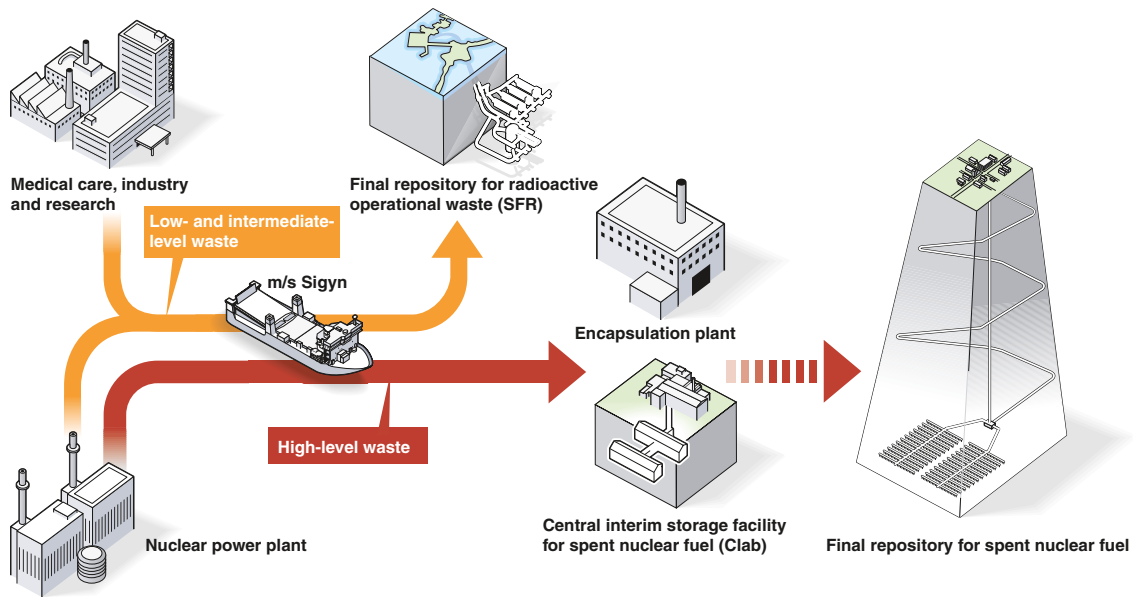 Medical care, industry
and research
Final repository for radioactive
operational waste (SFR)
Low- and intermediate-
level waste
m/s Sigyn
Encapsulation plant
High-level waste
Nuclear power plant
Central interim storage facility
for spent nuclear fuel (Clab)
Final repository for spent nuclear fuel